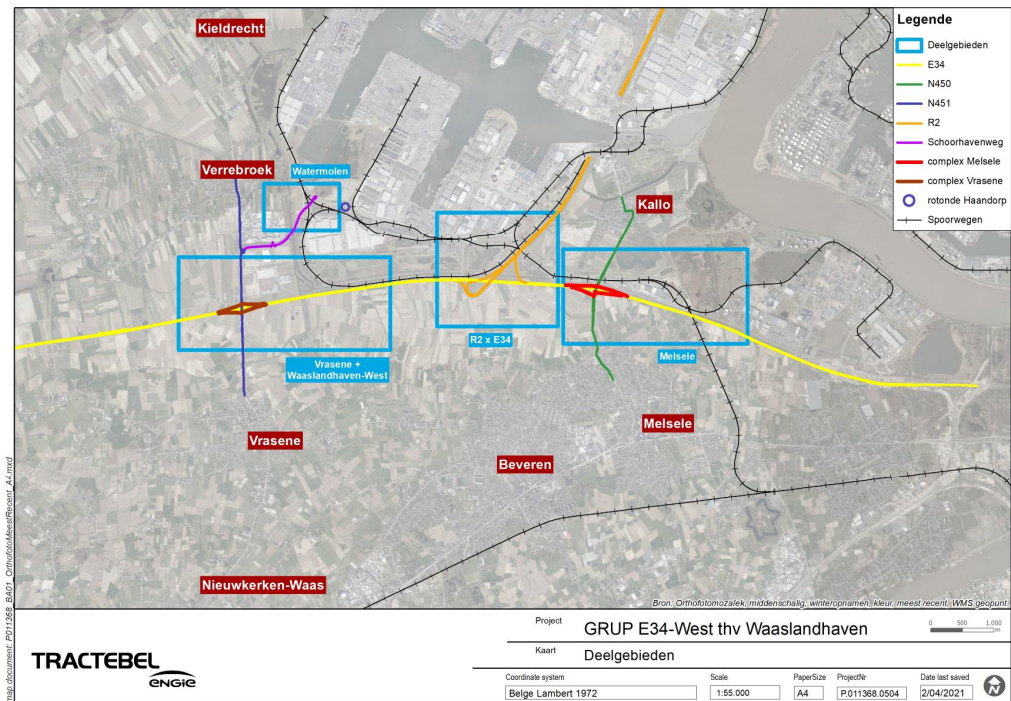 Kieldrecht
Verrebroek
Watermolen
Kallo
R2 x E34
Vrasene +
Waaslandhaven-West
Melsele
Vrasene
Melsele
Beveren
Nieuwkerken-Waas
Legende
Deelgebieden
E34
N450
N451
R2
Schoorhavenweg
complex Melsele
complex Vrasene
rotonde Haandorp
Spoorwegen
Bron: Orthofotomozaïek, middenschalig, winteropnamen, kleur, meest recent, WMS geopunt
map document: P011368_BA01_OrthofotoMeestRecent_A4.mxd
TRACTEBEL
ENGIE
Project
GRUP E34-West thv Waaslandhaven
0 500 1.000
m
Kaart
Deelgebieden
Coordinate system
Belge Lambert 1972
Scale
1:55.000
PaperSize
A4
ProjectNr
P.011368.0504
Date last saved
2/04/2021
N